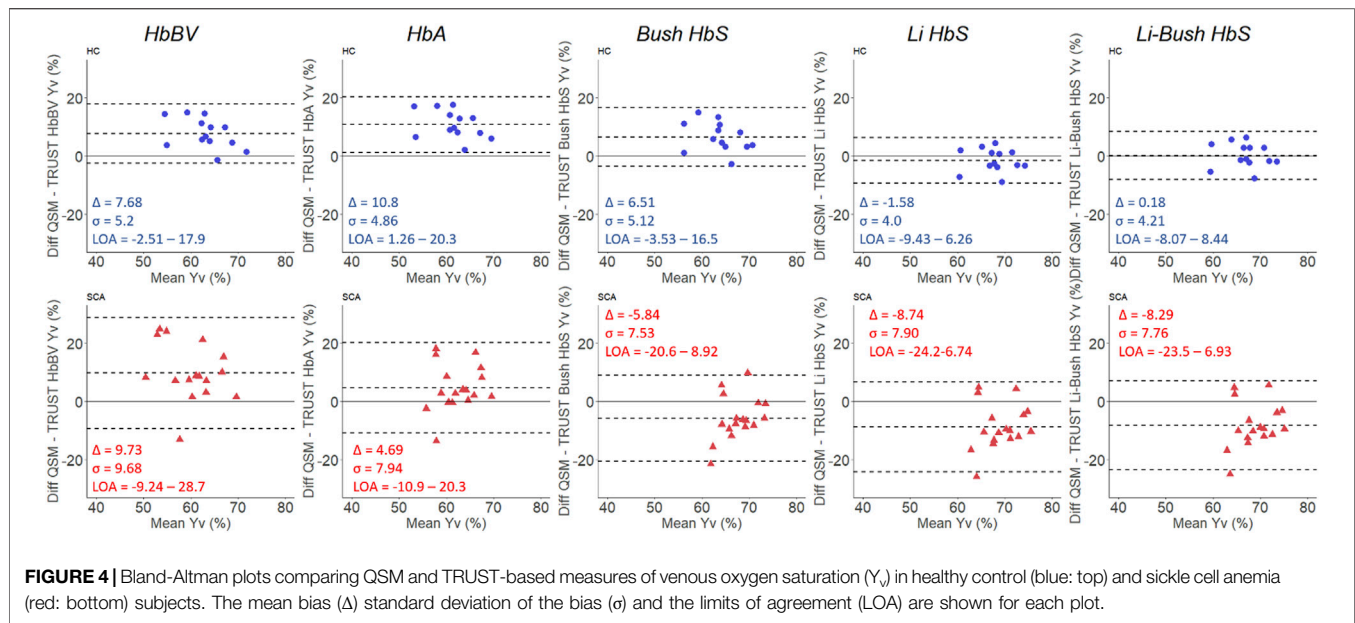 HbBV
HbA
Bush HbS
Li HbS
Li-Bush HbS
HC
Diff QSM - TRUST HbBV Yv (%)
20
0
-20
Δ = 7.68
σ = 5.2
LOA = -2.51 – 17.9
40 50 60 70 80
Mean Yv (%)
HC
Diff QSM - TRUST HbA Yv (%)
20
0
-20
Δ = 10.8
σ = 4.86
LOA = 1.26 – 20.3
40 50 60 70 80
Mean Yv (%)
HC
Diff QSM - TRUST Bush HbS Yv (%)
20
0
-20
Δ = 6.51
σ = 5.12
LOA = -3.53 – 16.5
40 50 60 70 80
Mean Yv (%)
HC
Diff QSM - TRUST Li HbS Yv (%)
20
0
-20
Δ = -1.58
σ = 4.0
LOA = -9.43 – 6.26
40 50 60 70 80
Mean Yv (%)
HC
Diff QSM - TRUST Li-Bush HbS Yv (%)
20
0
-20
Δ = 0.18
σ = 4.21
LOA = -8.07 – 8.44
40 50 60 70 80
Mean Yv (%)
SCA
Diff QSM - TRUST HbBV Yv (%)
20
0
-20
Δ = 9.73
σ = 9.68
LOA = -9.24 – 28.7
40 50 60 70 80
Mean Yv (%)
SCA
Diff QSM - TRUST HbA Yv (%)
20
0
-20
Δ = 4.69
σ = 7.94
LOA = -10.9 – 20.3
40 50 60 70 80
Mean Yv (%)
SCA
Diff QSM - TRUST Bush HbS Yv (%)
20
0
-20
Δ = -5.84
σ = 7.53
LOA = -20.6 – 8.92
40 50 60 70 80
Mean Yv (%)
SCA
Diff QSM - TRUST Li HbS Yv (%)
20
0
-20
Δ = -8.74
σ = 7.90
LOA = -24.2-6.74
40 50 60 70 80
Mean Yv (%)
SCA
Diff QSM - TRUST Li-Bush HbS Yv (%)
20
0
-20
Δ = -8.29
σ = 7.76
LOA = -23.5 – 6.93
40 50 60 70 80
Mean Yv (%)
FIGURE 4 | Bland-Altman plots comparing QSM and TRUST-based measures of venous oxygen saturation (Yv) in healthy control (blue: top) and sickle cell anemia
(red: bottom) subjects. The mean bias (Δ) standard deviation of the bias (σ) and the limits of agreement (LOA) are shown for each plot.